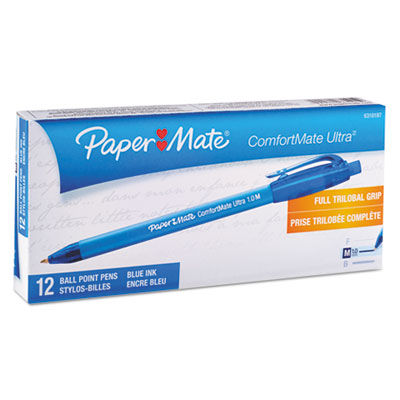 Paper Mate
ComfortMate Ultra
FULL TRILOBAL GRIP
PRISE TRILOBÉE COMPLÈTE
Paper Mate ComfortMate Ultra 1.0 M
12 BALL POINT PENS
STYLOS-BILLES
BLUE INK
ENCRE BLEU
F
M
B